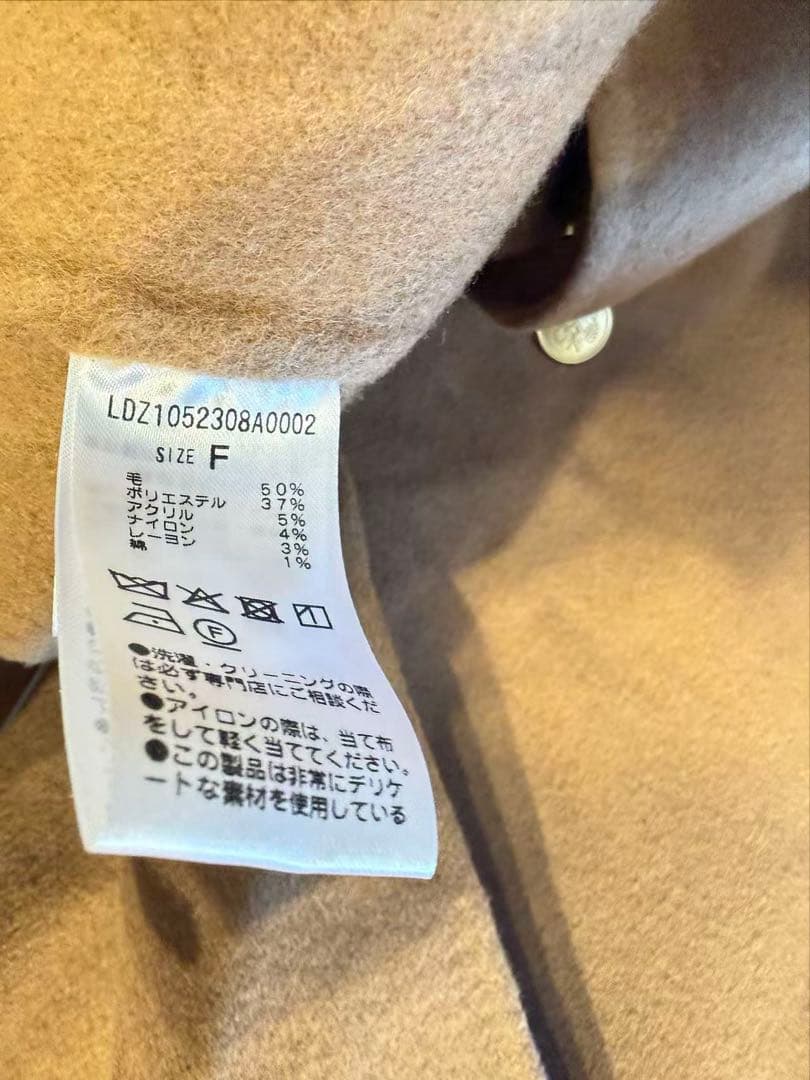 LDZ1052308A0002
SIZE F
毛 50%
ポリエステル 37%
アクリル 5%
ナイロン 4%
レーヨン 3%
綿 1%
F
●洗濯・クリーニングの際
は必ず専門店にご相談くだ
さい。
●アイロンの際は、当て布
をして軽く当ててください。
●この製品は非常にデリケ
ートな素材を使用している